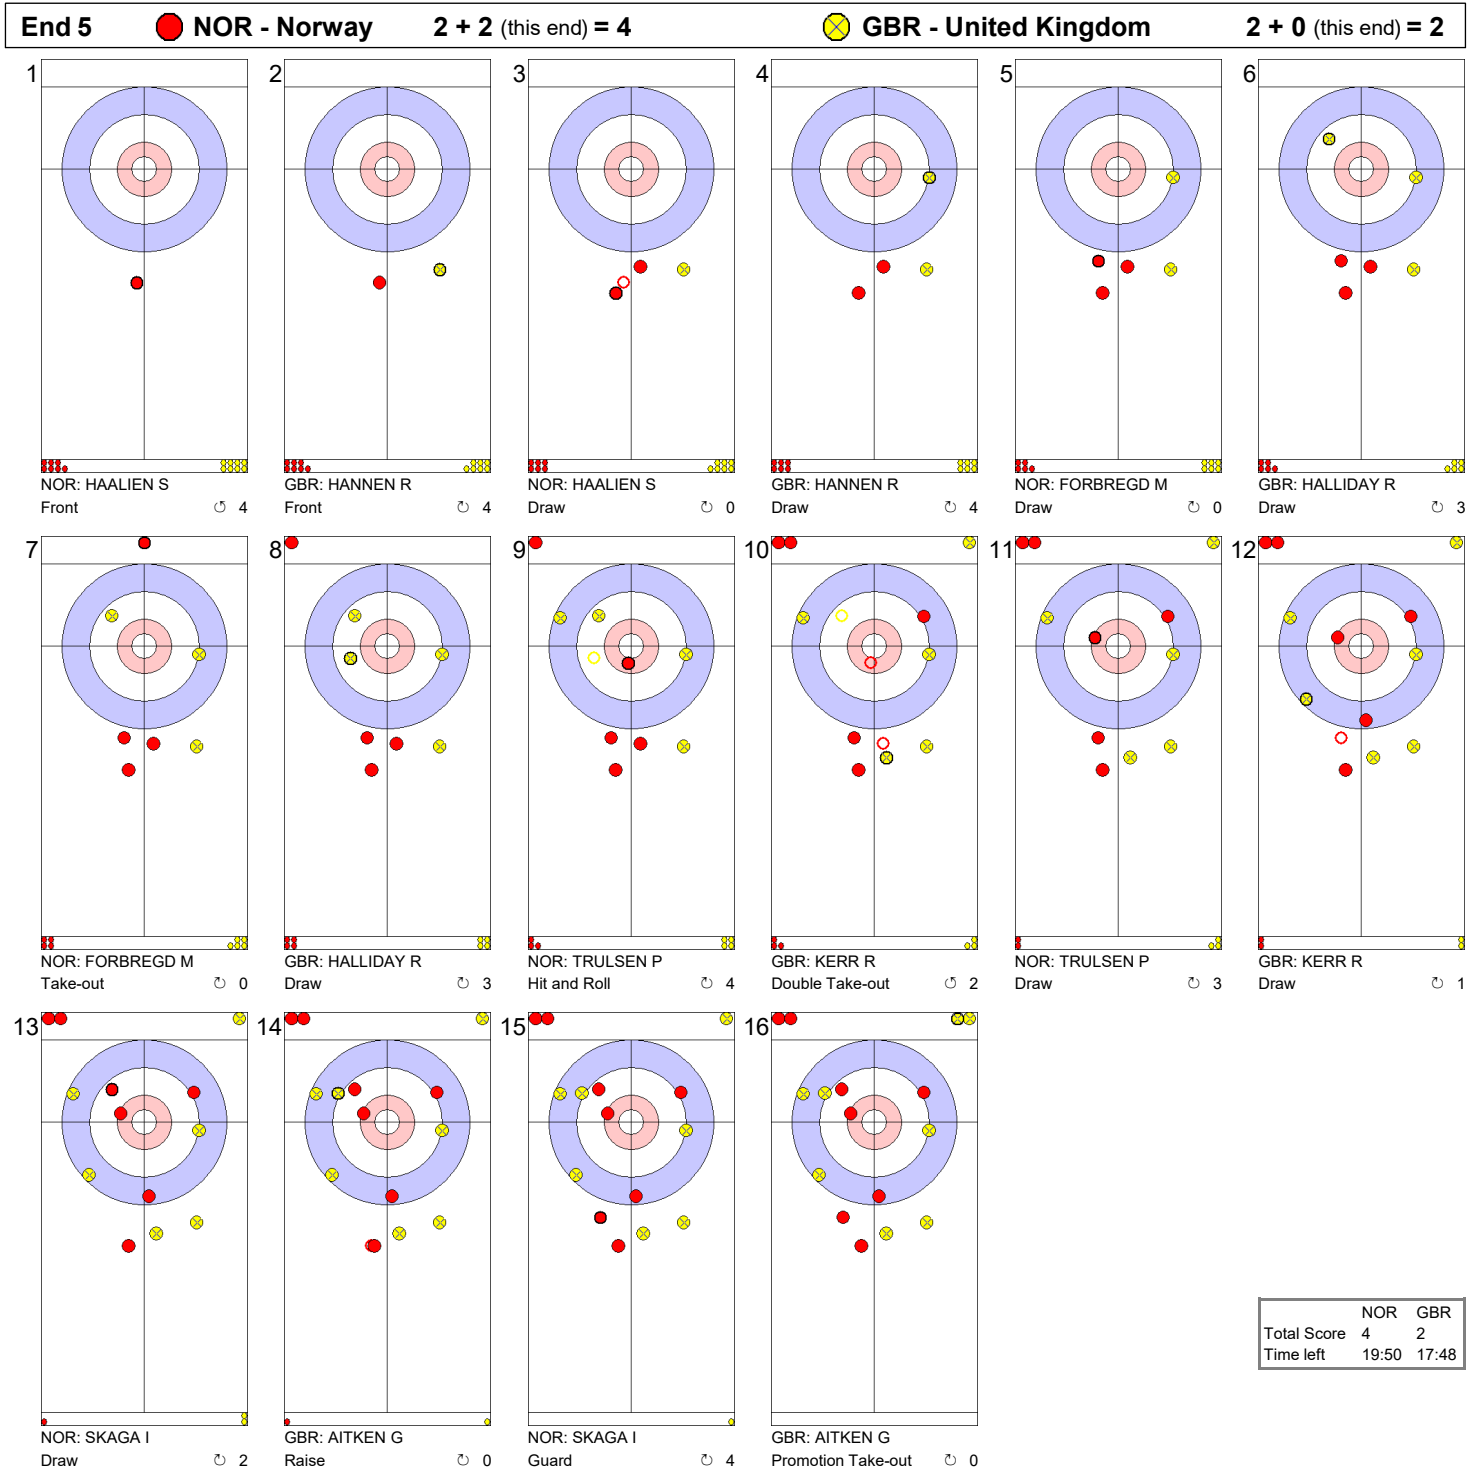 End 5 NOR - Norway 2 + 2 (this end) = 4 GBR - United Kingdom 2 + 0 (this end) = 2
1 2 3 4 5 6
NOR: HAALIEN S GBR: HANNEN R NOR: HAALIEN S GBR: HANNEN R NOR: FORBREGD M GBR: HALLIDAY R
Front ↺ 4 Front ↻ 4 Draw ↻ 0 Draw ↻ 4 Draw ↻ 0 Draw ↻ 3
7 8 9 10 11 12
NOR: FORBREGD M GBR: HALLIDAY R NOR: TRULSEN P GBR: KERR R NOR: TRULSEN P GBR: KERR R
Take-out ↻ 0 Draw ↻ 3 Hit and Roll ↻ 4 Double Take-out ↺ 2 Draw ↻ 3 Draw ↻ 1
13 14 15 16
NOR GBR
Total Score 4 2
Time left 19:50 17:48
NOR: SKAGA I GBR: AITKEN G NOR: SKAGA I GBR: AITKEN G
Draw ↻ 2 Raise ↻ 0 Guard ↻ 4 Promotion Take-out ↻ 0